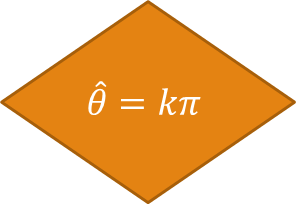 θ̂ = kπ